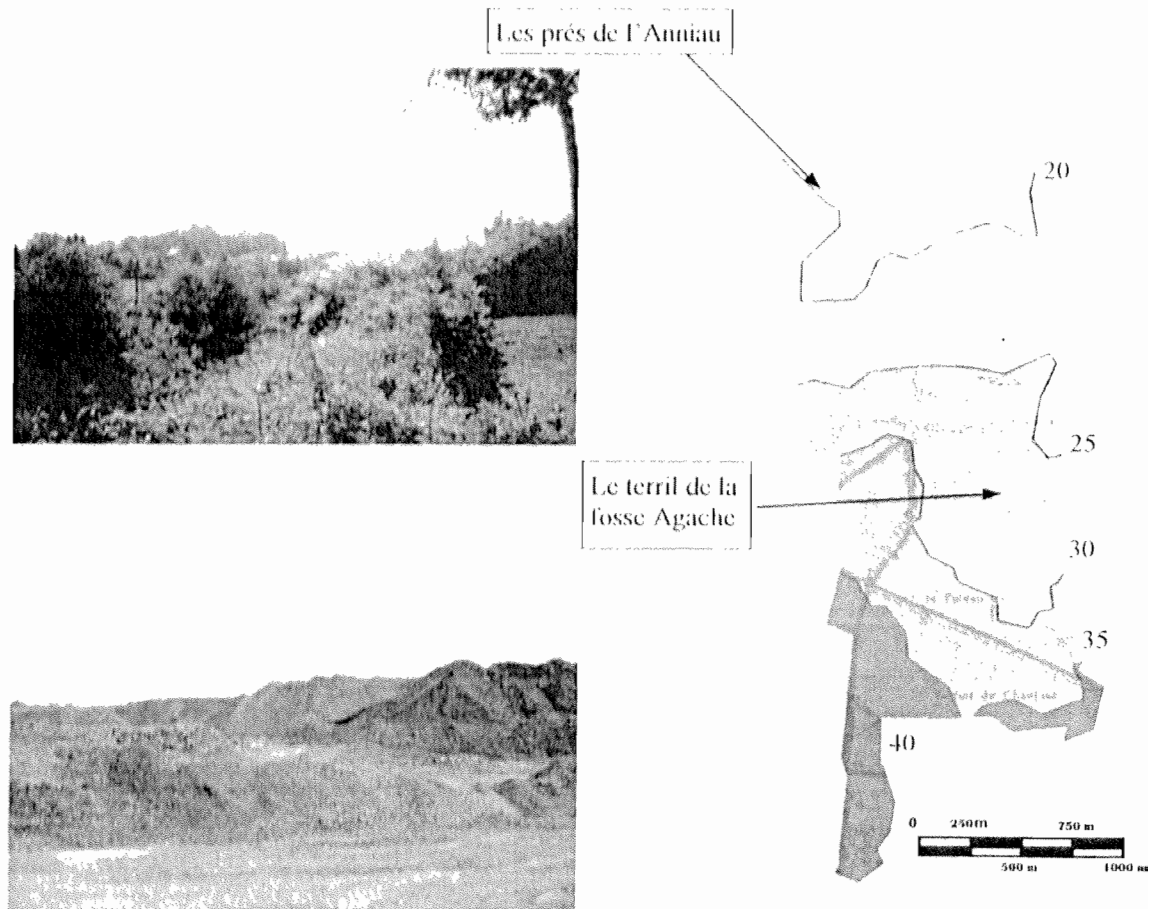 Les prés de l'Anniau
20
25
Le terril de la
fosse Agache
30
35
40
0 250m 750 m
500 m 1000 m